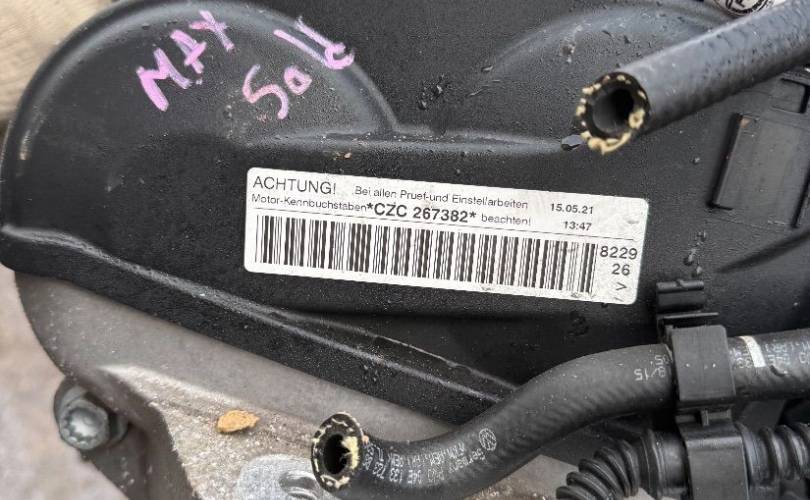 MAX
Sold
ACHTUNG! Bei allen Pruef-und Einstellarbeiten 15.05.21
Motor-Kennbuchstaben *CZC 267382* beachten! 13:47
8229
26
>